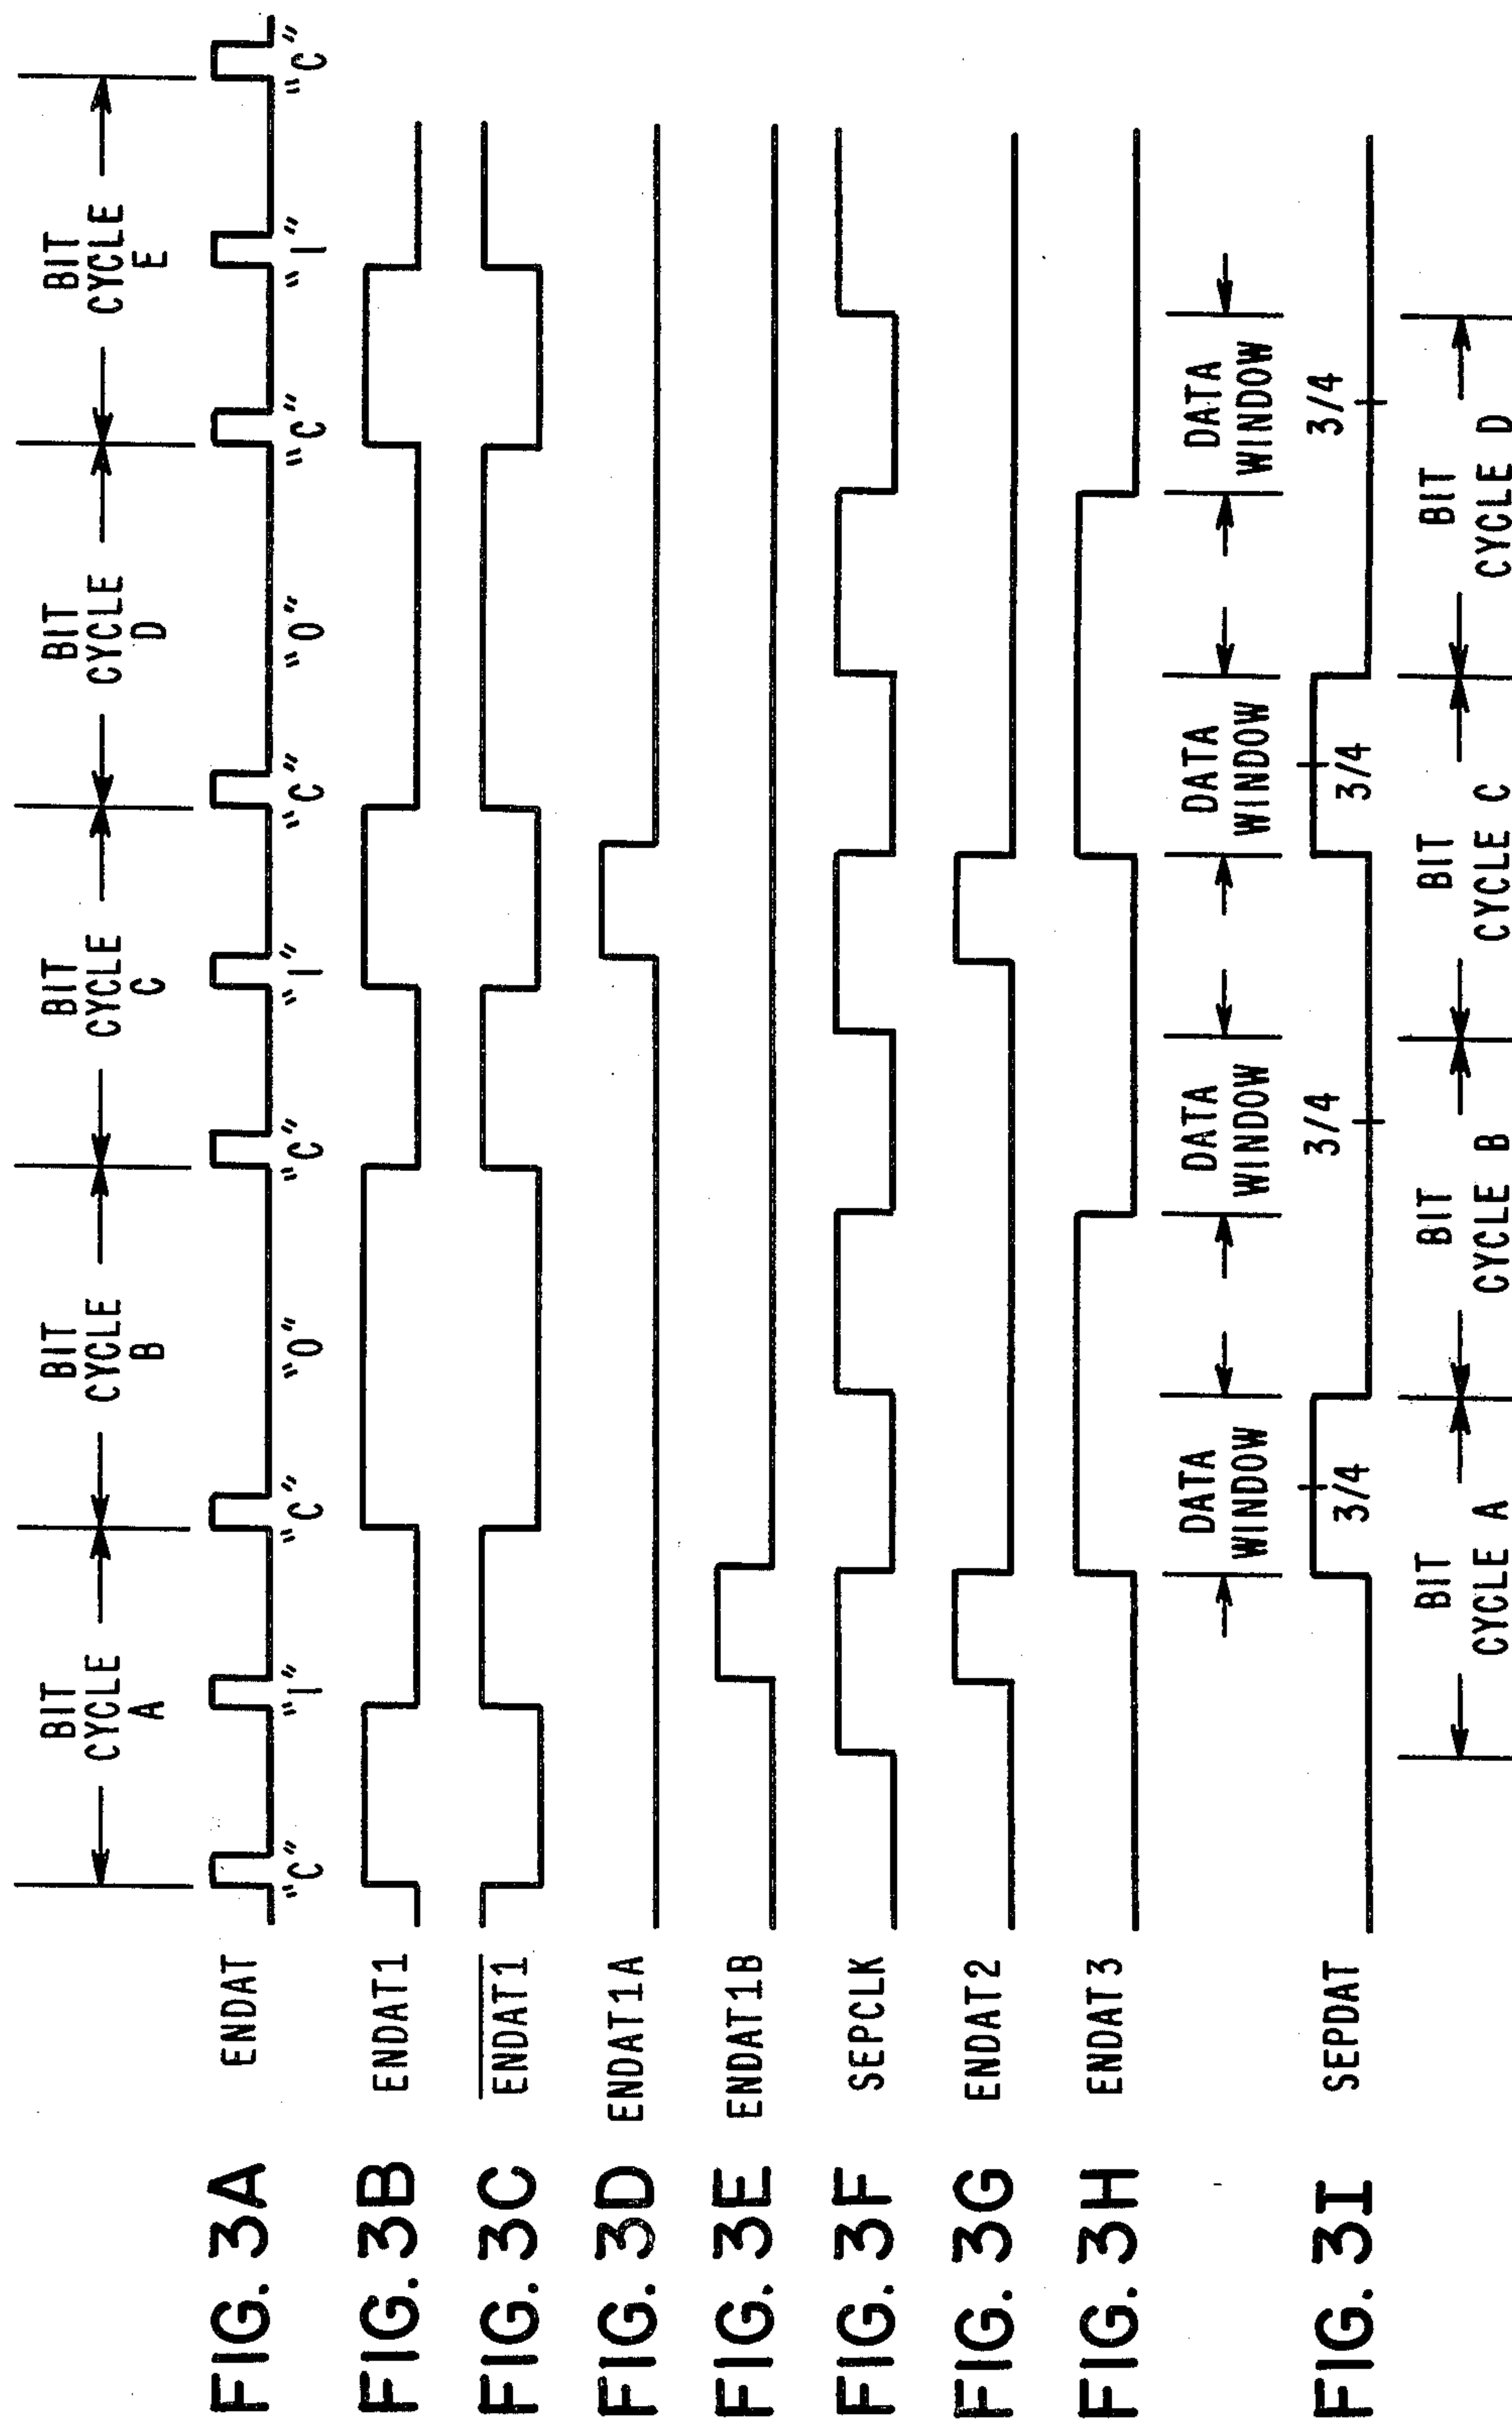 BIT CYCLE A
BIT CYCLE B
BIT CYCLE C
BIT CYCLE D
BIT CYCLE E
FIG. 3A ENDAT
"C" "1" "C" "0" "C" "1" "C" "0" "C" "1" "C"
FIG. 3B ENDAT1
FIG. 3C ENDAT1
FIG. 3D ENDAT1A
FIG. 3E ENDAT1B
FIG. 3F SEPCLK
FIG. 3G ENDAT2
FIG. 3H ENDAT3
DATA WINDOW
DATA WINDOW
DATA WINDOW
DATA WINDOW
FIG. 3I SEPDAT
3/4 3/4 3/4 3/4
BIT CYCLE A
BIT CYCLE B
BIT CYCLE C
BIT CYCLE D